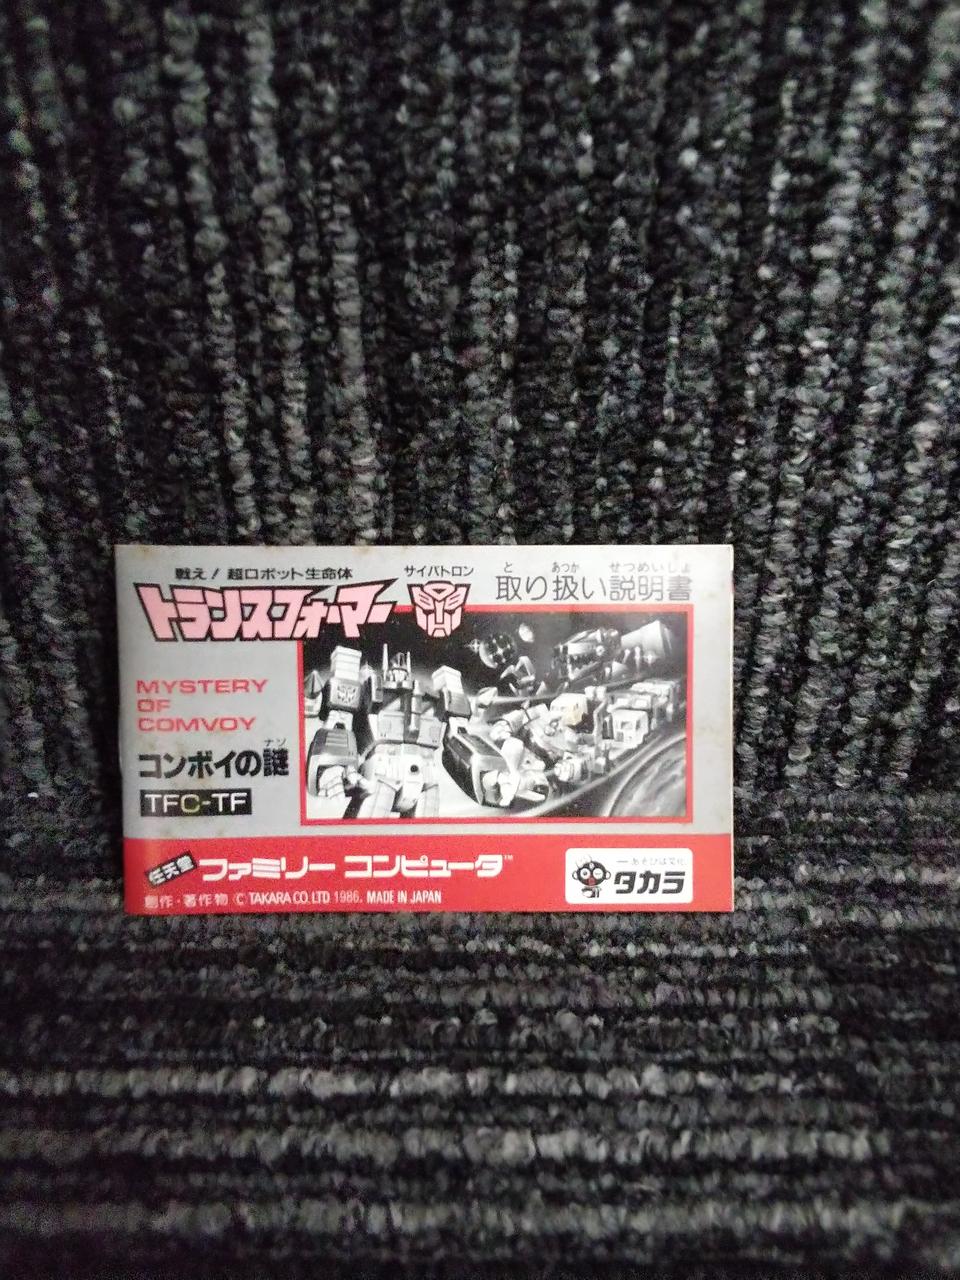 戦え！超ロボット生命体
トランスフォーマー
サイバトロン
とあつかせつめいしょ
取り扱い説明書
MYSTERY
OF
COMVOY
ナゾ
コンボイの謎
TFC-TF
任天堂
ファミリー コンピュータ™
創作・著作物 © TAKARA CO. LTD 1986. MADE IN JAPAN
あそびは文化
タカラ